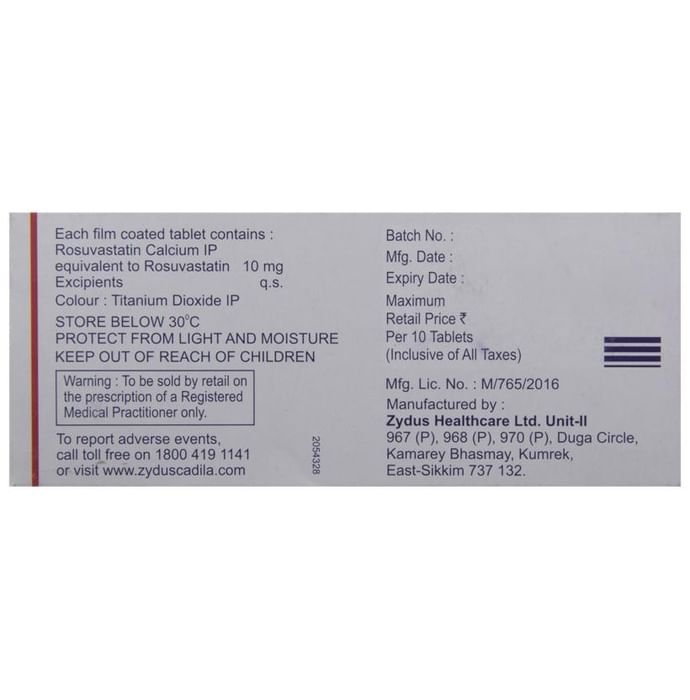 Each film coated tablet contains :
Rosuvastatin Calcium IP
equivalent to Rosuvastatin 10 mg
Excipients q.s.
Colour : Titanium Dioxide IP
STORE BELOW 30°C
PROTECT FROM LIGHT AND MOISTURE
KEEP OUT OF REACH OF CHILDREN
Warning : To be sold by retail on
the prescription of a Registered
Medical Practitioner only.
To report adverse events,
call toll free on 1800 419 1141
or visit www.zyduscadila.com
2054328
Batch No. :
Mfg. Date :
Expiry Date :
Maximum
Retail Price ₹
Per 10 Tablets
(Inclusive of All Taxes)
Mfg. Lic. No. : M/765/2016
Manufactured by :
Zydus Healthcare Ltd. Unit-II
967 (P), 968 (P), 970 (P), Duga Circle,
Kamarey Bhasmay, Kumrek,
East-Sikkim 737 132.